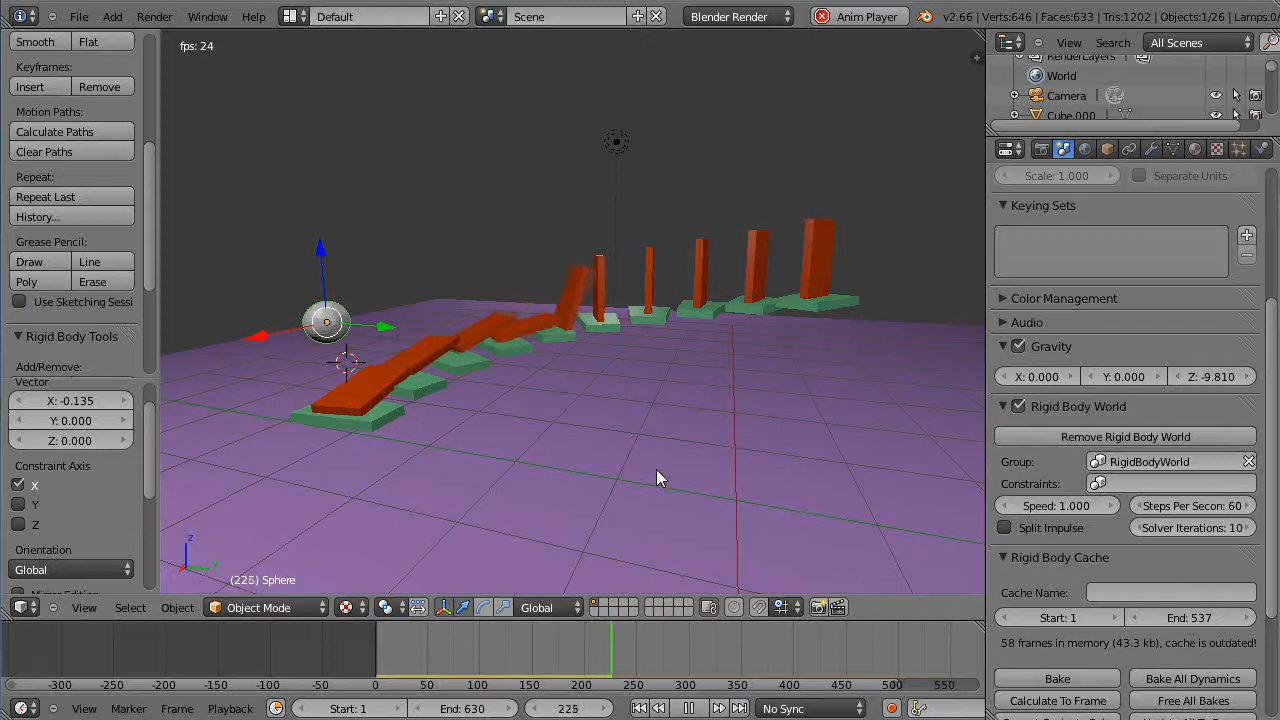 File Add Render Window Help Default Scene Blender Render Anim Player v2.66 | Verts:646 | Faces:633 | Tris:1202 | Objects:1/26 | Lamps:0/
Smooth Flat
Keyframes:
Insert Remove
Motion Paths:
Calculate Paths
Clear Paths
Repeat:
Repeat Last
History...
Grease Pencil:
Draw Line
Poly Erase
Use Sketching Sessi
Rigid Body Tools
Add/Remove:
Vector
X: -0.135
Y: 0.000
Z: 0.000
Constraint Axis
X
Y
Z
Orientation
Global
fps: 24
z
y
(225) Sphere
View Select Object Object Mode Global
-300 -250 -200 -150 -100 -50 0 50 100 150 200 250 300 350 400 450 500 550
View Marker Frame Playback Start: 1 End: 630 225 No Sync
View Search All Scenes
RenderLayers
World
Camera
Cube.000
Scale: 1.000 Separate Units
Keying Sets
Color Management
Audio
Gravity
X: 0.000 Y: 0.000 Z: -9.810
Rigid Body World
Remove Rigid Body World
Group: RigidBodyWorld
Constraints:
Speed: 1.000 Steps Per Secon: 60
Split Impulse Solver Iterations: 10
Rigid Body Cache
Cache Name:
Start: 1 End: 537
58 frames in memory (43.3 kb), cache is outdated!
Bake Bake All Dynamics
Calculate To Frame Free All Bakes